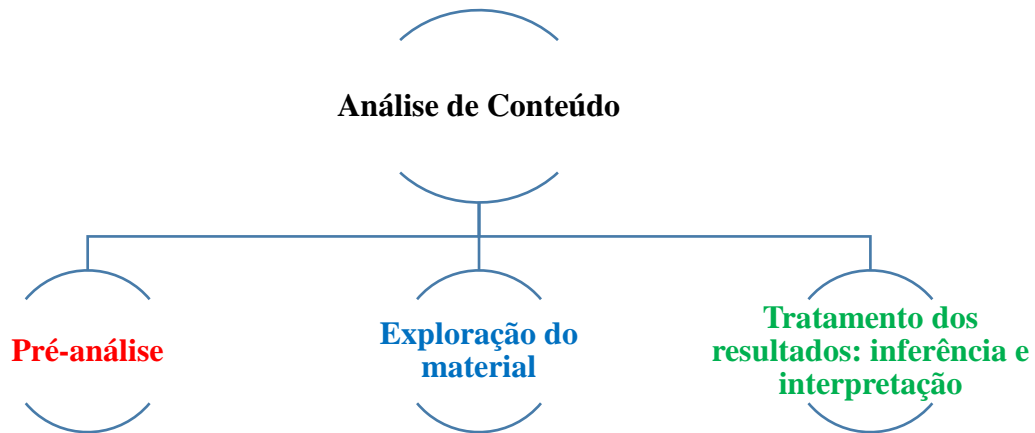 Análise de Conteúdo
Pré-análise
Exploração do
material
Tratamento dos
resultados: inferência e
interpretação